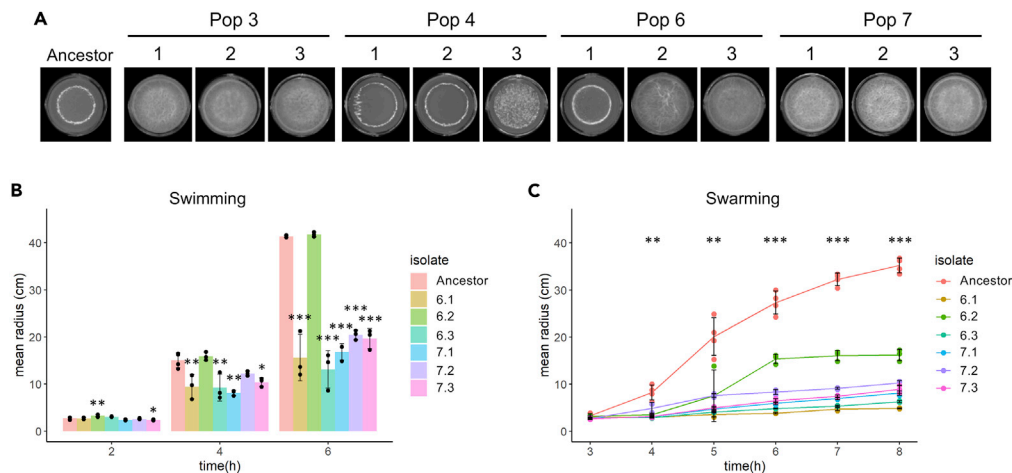 A
Pop 3 Pop 4 Pop 6 Pop 7
Ancestor 1 2 3 1 2 3 1 2 3 1 2 3
B
Swimming
mean radius (cm)
40
30
20
10
0
** *
** ** ** *
*** *** *** *** ***
2 4 6
time(h)
isolate
Ancestor
6.1
6.2
6.3
7.1
7.2
7.3
C
Swarming
mean radius (cm)
40
30
20
10
0
** ** *** *** ***
3 4 5 6 7 8
time(h)
isolate
Ancestor
6.1
6.2
6.3
7.1
7.2
7.3